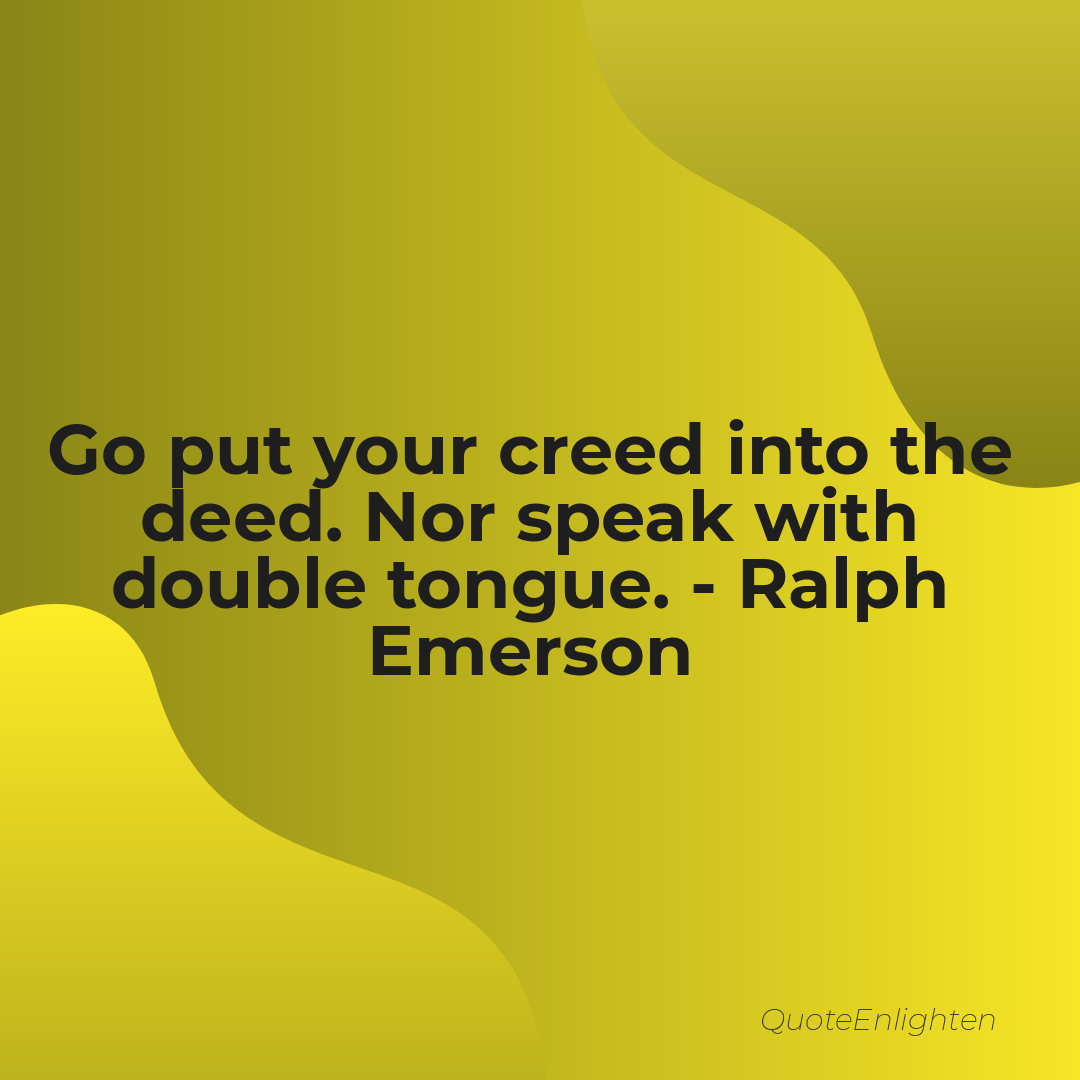 Go put your creed into the
deed. Nor speak with
double tongue. - Ralph
Emerson
QuoteEnlighten